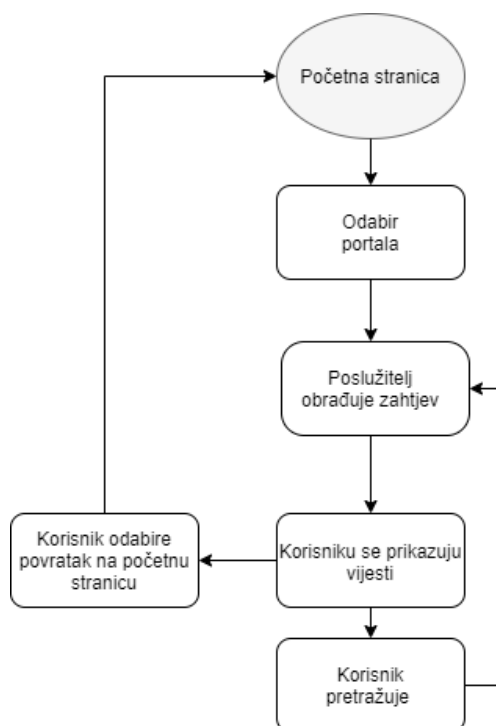 Početna stranica
Odabir
portala
Poslužitelj
obrađuje zahtjev
Korisnik odabire
povratak na početnu
stranicu
Korisniku se prikazuju
vijesti
Korisnik
pretražuje